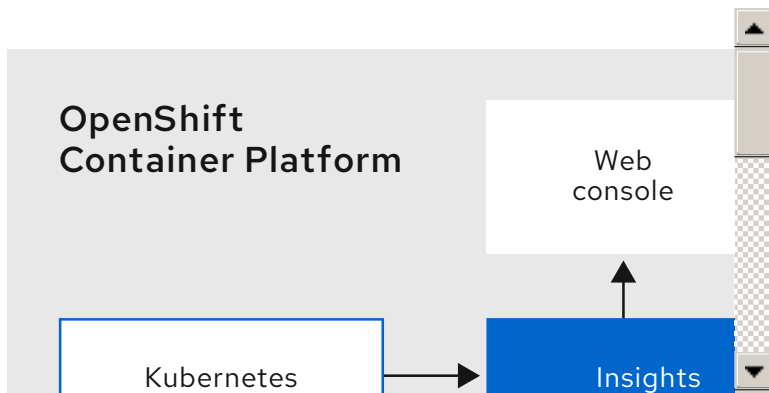 OpenShift
Container Platform
Web
console
Kubernetes
Insights